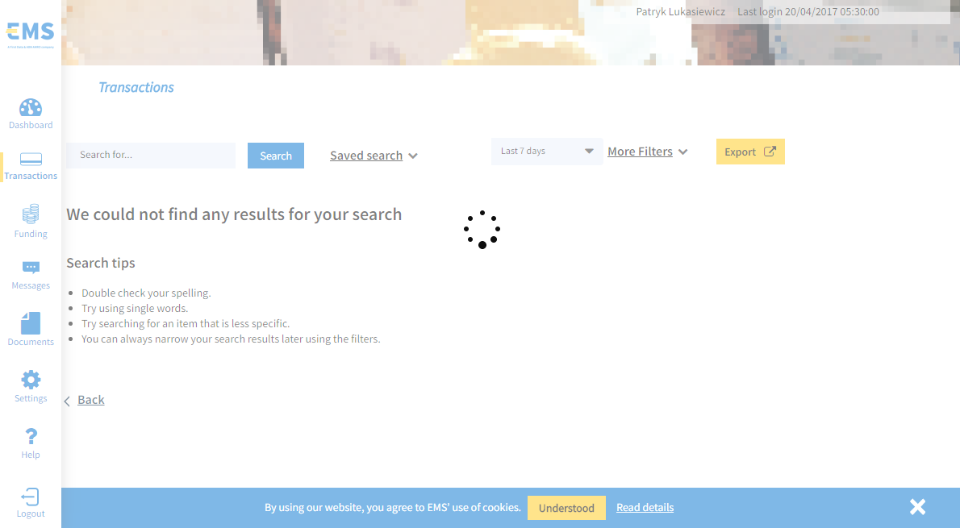 Patryk Lukasiewicz Last login 20/04/2017 05:30:00
EMS
Transactions
Dashboard
Transactions
Funding
Messages
Documents
Settings
Help
Logout
Search for... Search Saved search Last 7 days More Filters Export
We could not find any results for your search
Search tips
Double check your spelling.
Try using single words.
Try searching for an item that is less specific.
You can always narrow your search results later using the filters.
Back
By using our website, you agree to EMS' use of cookies. Understood Read details